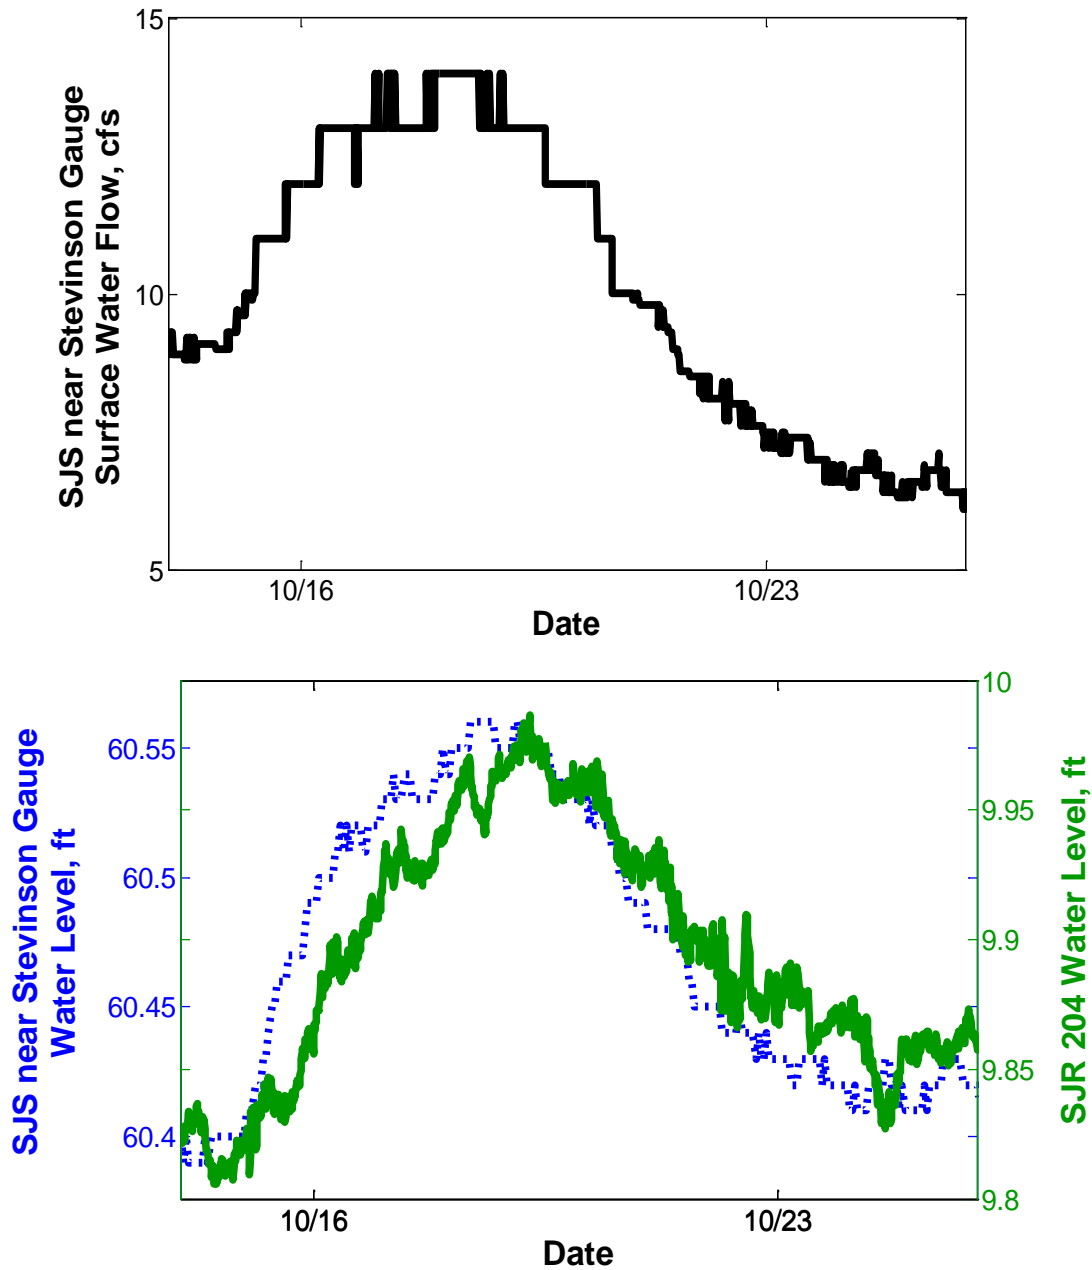 15
10
5
SJS near Stevinson Gauge
Surface Water Flow, cfs
10/16
10/23
Date
60.55
60.5
60.45
60.4
SJS near Stevinson Gauge
Water Level, ft
10
9.95
9.9
9.85
9.8
SJR 204 Water Level, ft
10/16
10/23
Date